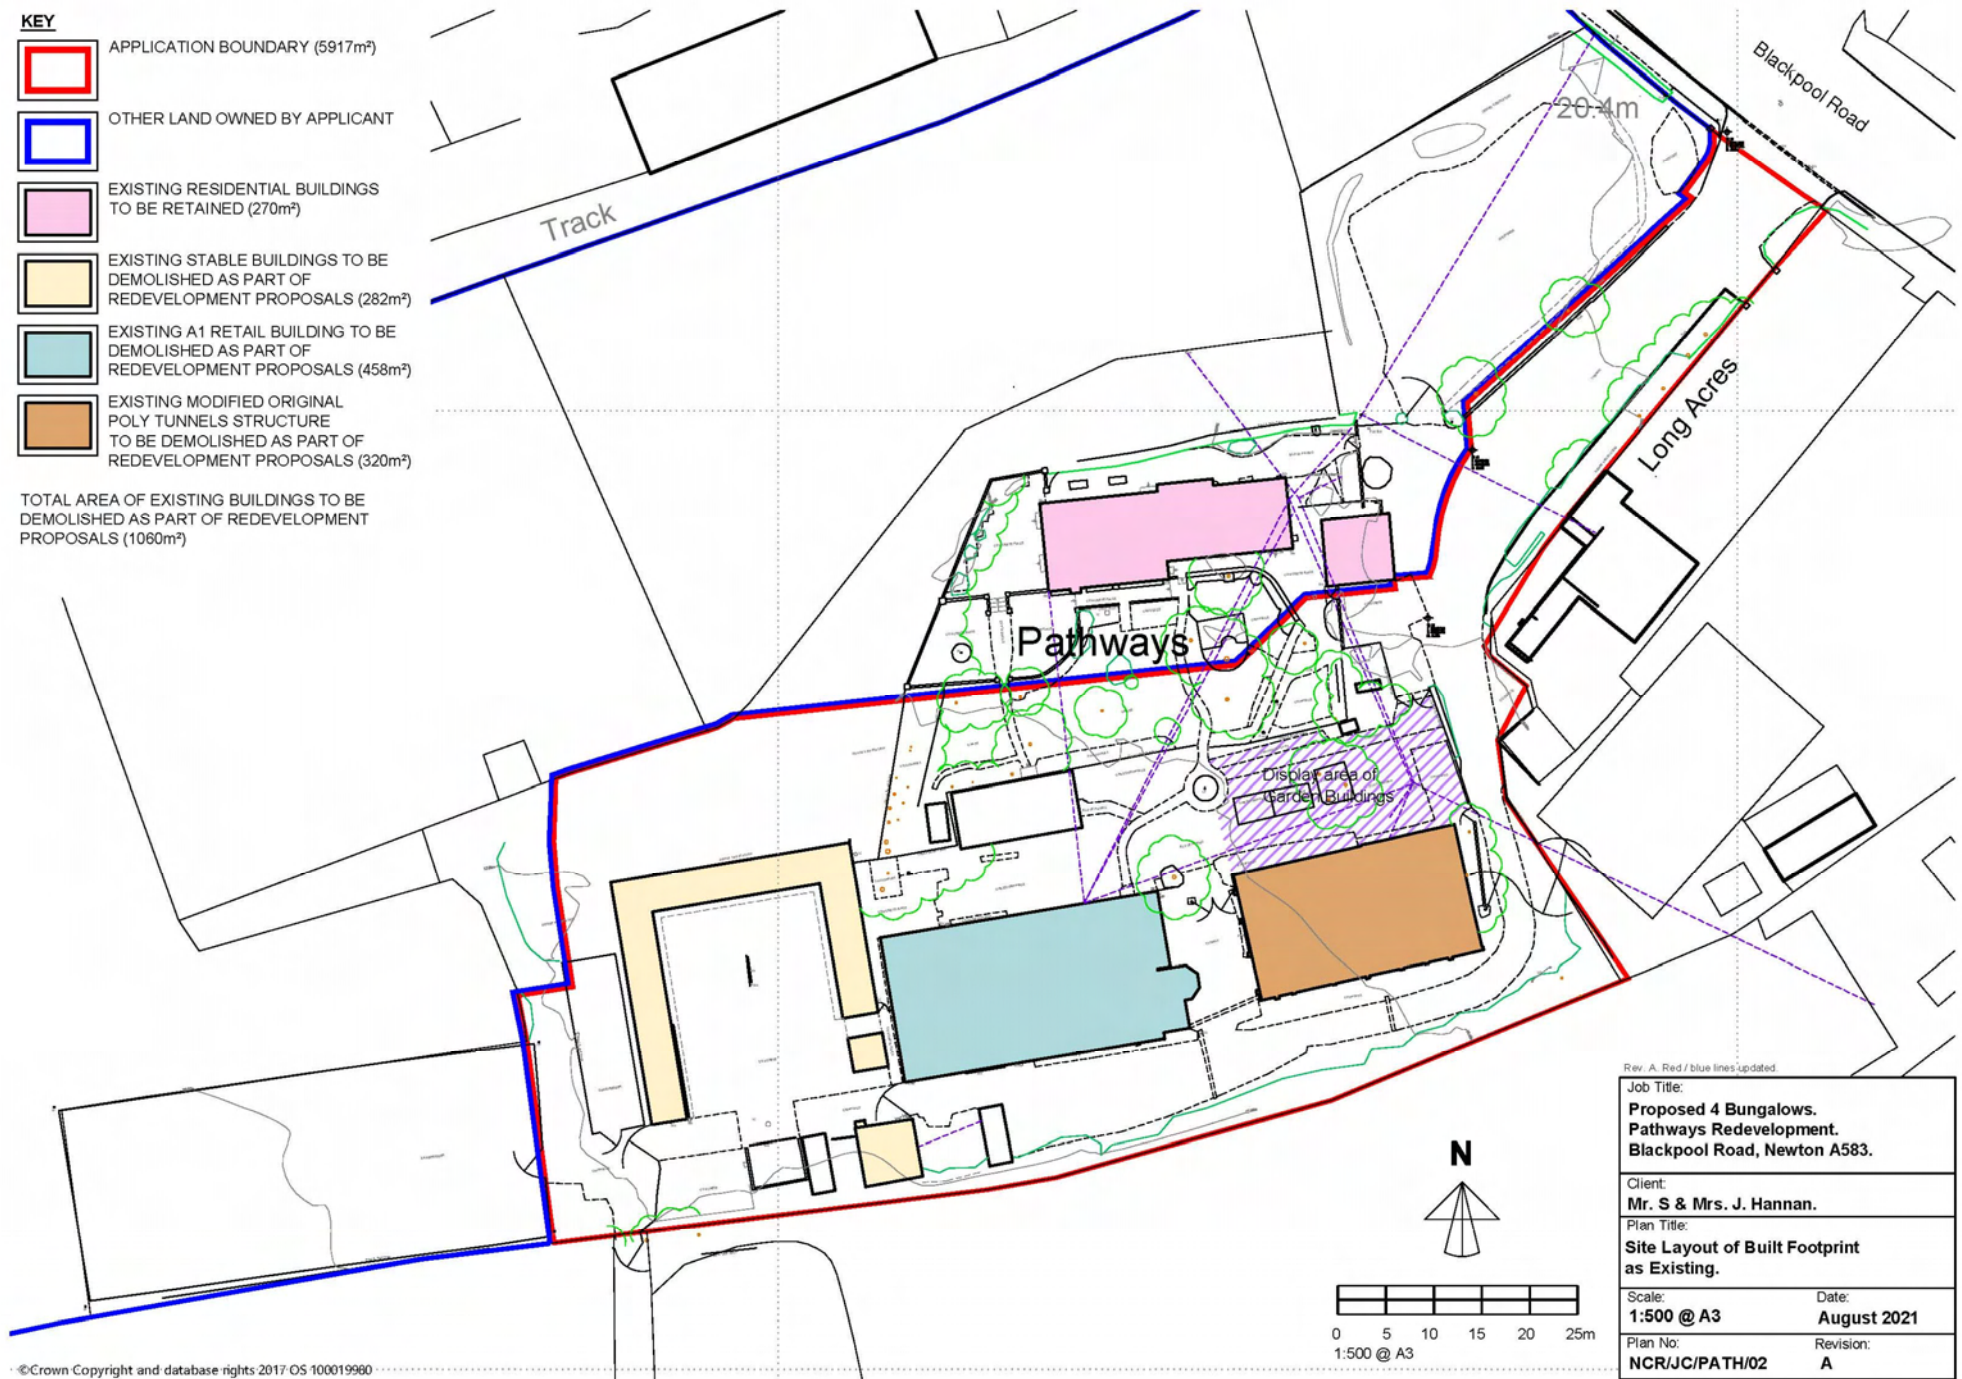 KEY
APPLICATION BOUNDARY (5917m²)
OTHER LAND OWNED BY APPLICANT
EXISTING RESIDENTIAL BUILDINGS
TO BE RETAINED (270m²)
EXISTING STABLE BUILDINGS TO BE
DEMOLISHED AS PART OF
REDEVELOPMENT PROPOSALS (282m²)
EXISTING A1 RETAIL BUILDING TO BE
DEMOLISHED AS PART OF
REDEVELOPMENT PROPOSALS (458m²)
EXISTING MODIFIED ORIGINAL
POLY TUNNELS STRUCTURE
TO BE DEMOLISHED AS PART OF
REDEVELOPMENT PROPOSALS (320m²)
TOTAL AREA OF EXISTING BUILDINGS TO BE
DEMOLISHED AS PART OF REDEVELOPMENT
PROPOSALS (1060m²)
Track
20.4m
Blackpool Road
Long Acres
Pathways
Display area of
Garden Buildings
N
0 5 10 15 20 25m
1:500 @ A3
Rev. A. Red / blue lines updated.
Job Title:
Proposed 4 Bungalows.
Pathways Redevelopment.
Blackpool Road, Newton A583.
Client:
Mr. S & Mrs. J. Hannan.
Plan Title:
Site Layout of Built Footprint
as Existing.
Scale: Date:
1:500 @ A3 August 2021
Plan No: Revision:
NCR/JC/PATH/02 A
©Crown Copyright and database rights 2017 OS 100019980